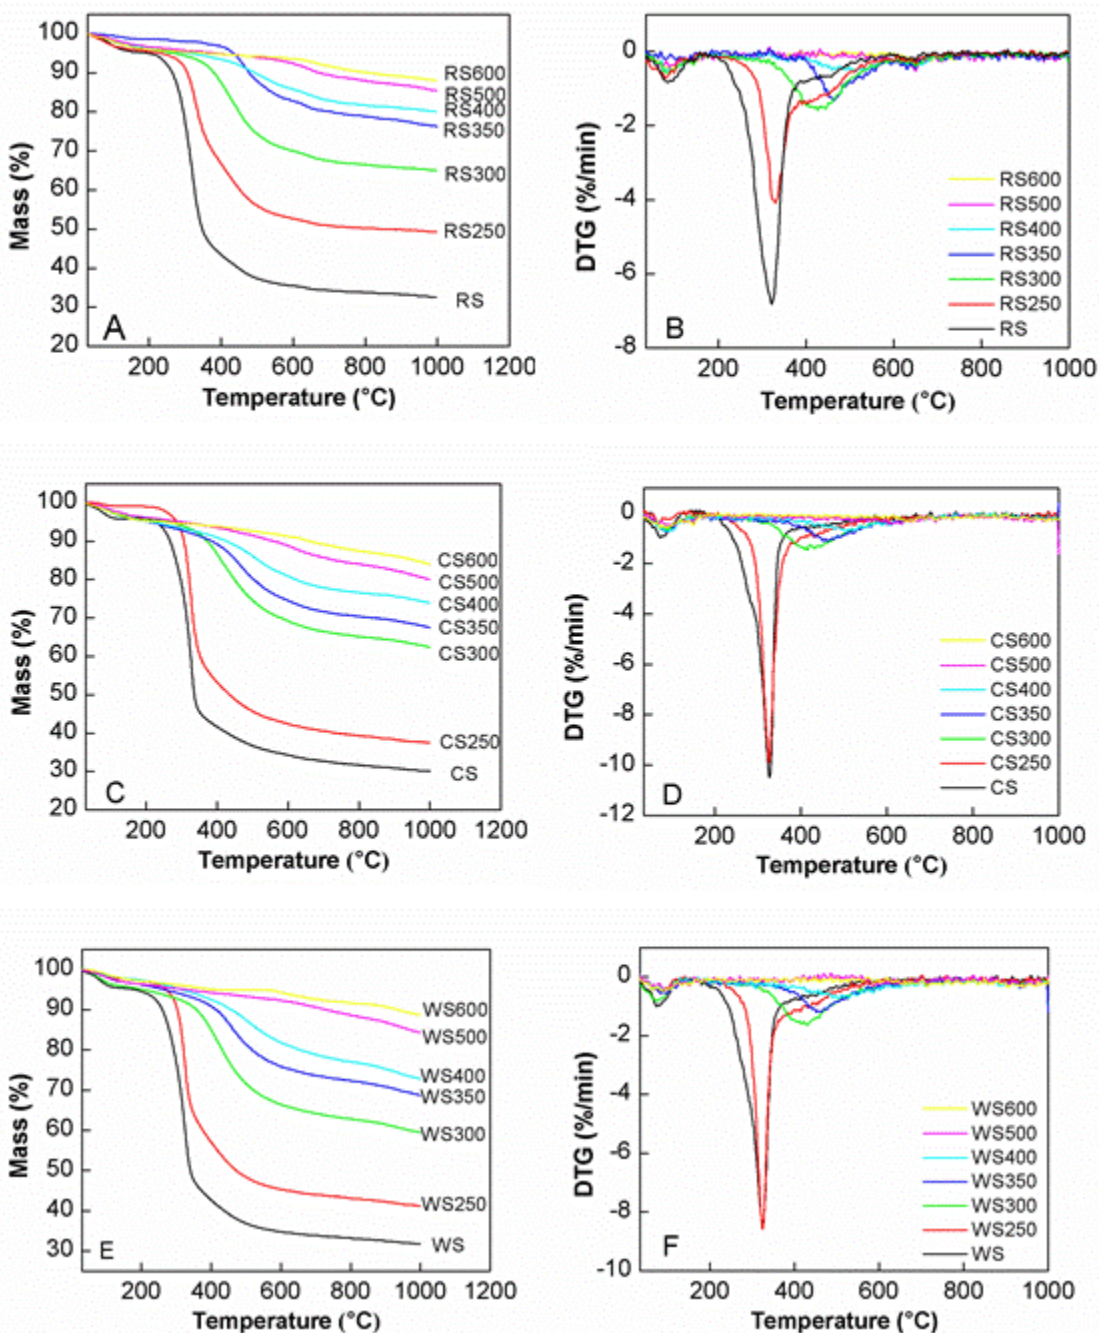 100
90
80
70
60
50
40
30
20
Mass (%)
RS600
RS500
RS400
RS350
RS300
RS250
RS
A
200 400 600 800 1000 1200
Temperature (°C)
0
-2
-4
-6
-8
DTG (%/min)
RS600
RS500
RS400
RS350
RS300
RS250
RS
B
200 400 600 800 1000
Temperature (°C)
100
90
80
70
60
50
40
30
20
Mass (%)
CS600
CS500
CS400
CS350
CS300
CS250
CS
C
200 400 600 800 1000 1200
Temperature (°C)
0
-2
-4
-6
-8
-10
-12
DTG (%/min)
CS600
CS500
CS400
CS350
CS300
CS250
CS
D
200 400 600 800 1000
Temperature (°C)
100
90
80
70
60
50
40
30
Mass (%)
WS600
WS500
WS400
WS350
WS300
WS250
WS
E
200 400 600 800 1000 1200
Temperature (°C)
0
-2
-4
-6
-8
-10
DTG (%/min)
WS600
WS500
WS400
WS350
WS300
WS250
WS
F
200 400 600 800 1000
Temperature (°C)